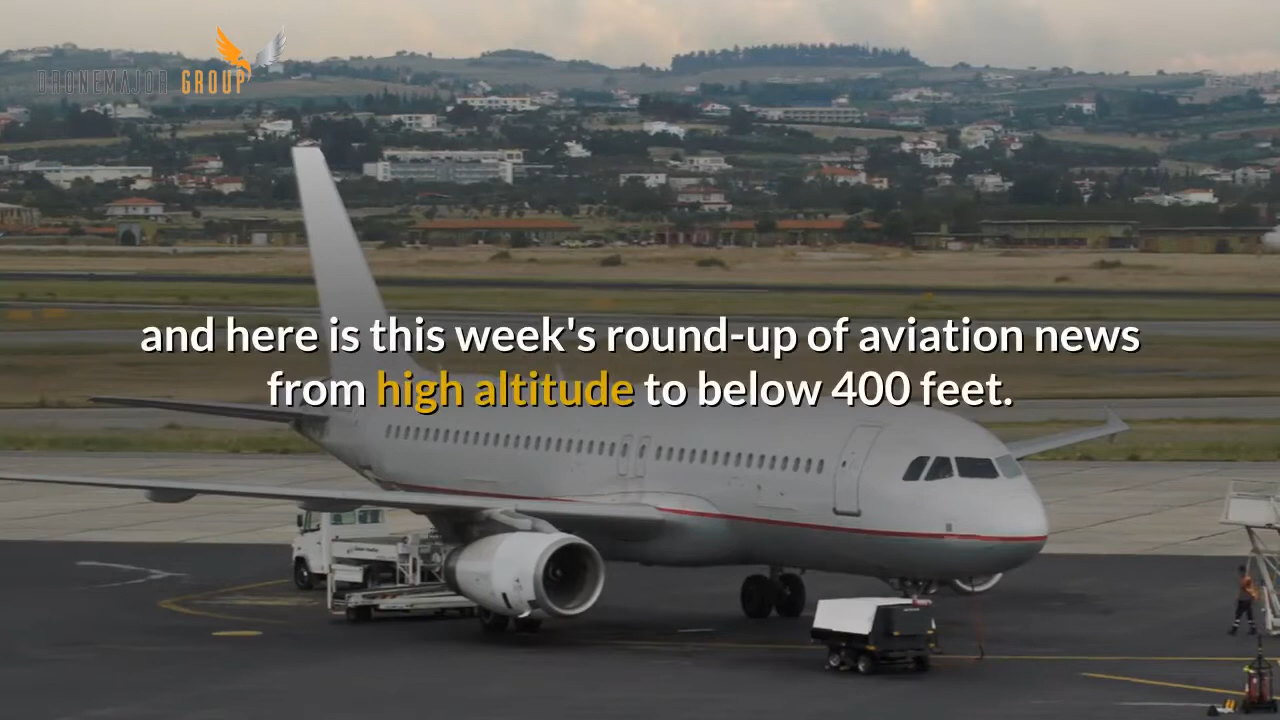 DRONEMAJOR GROUP
and here is this week's round-up of aviation news
from high altitude to below 400 feet.